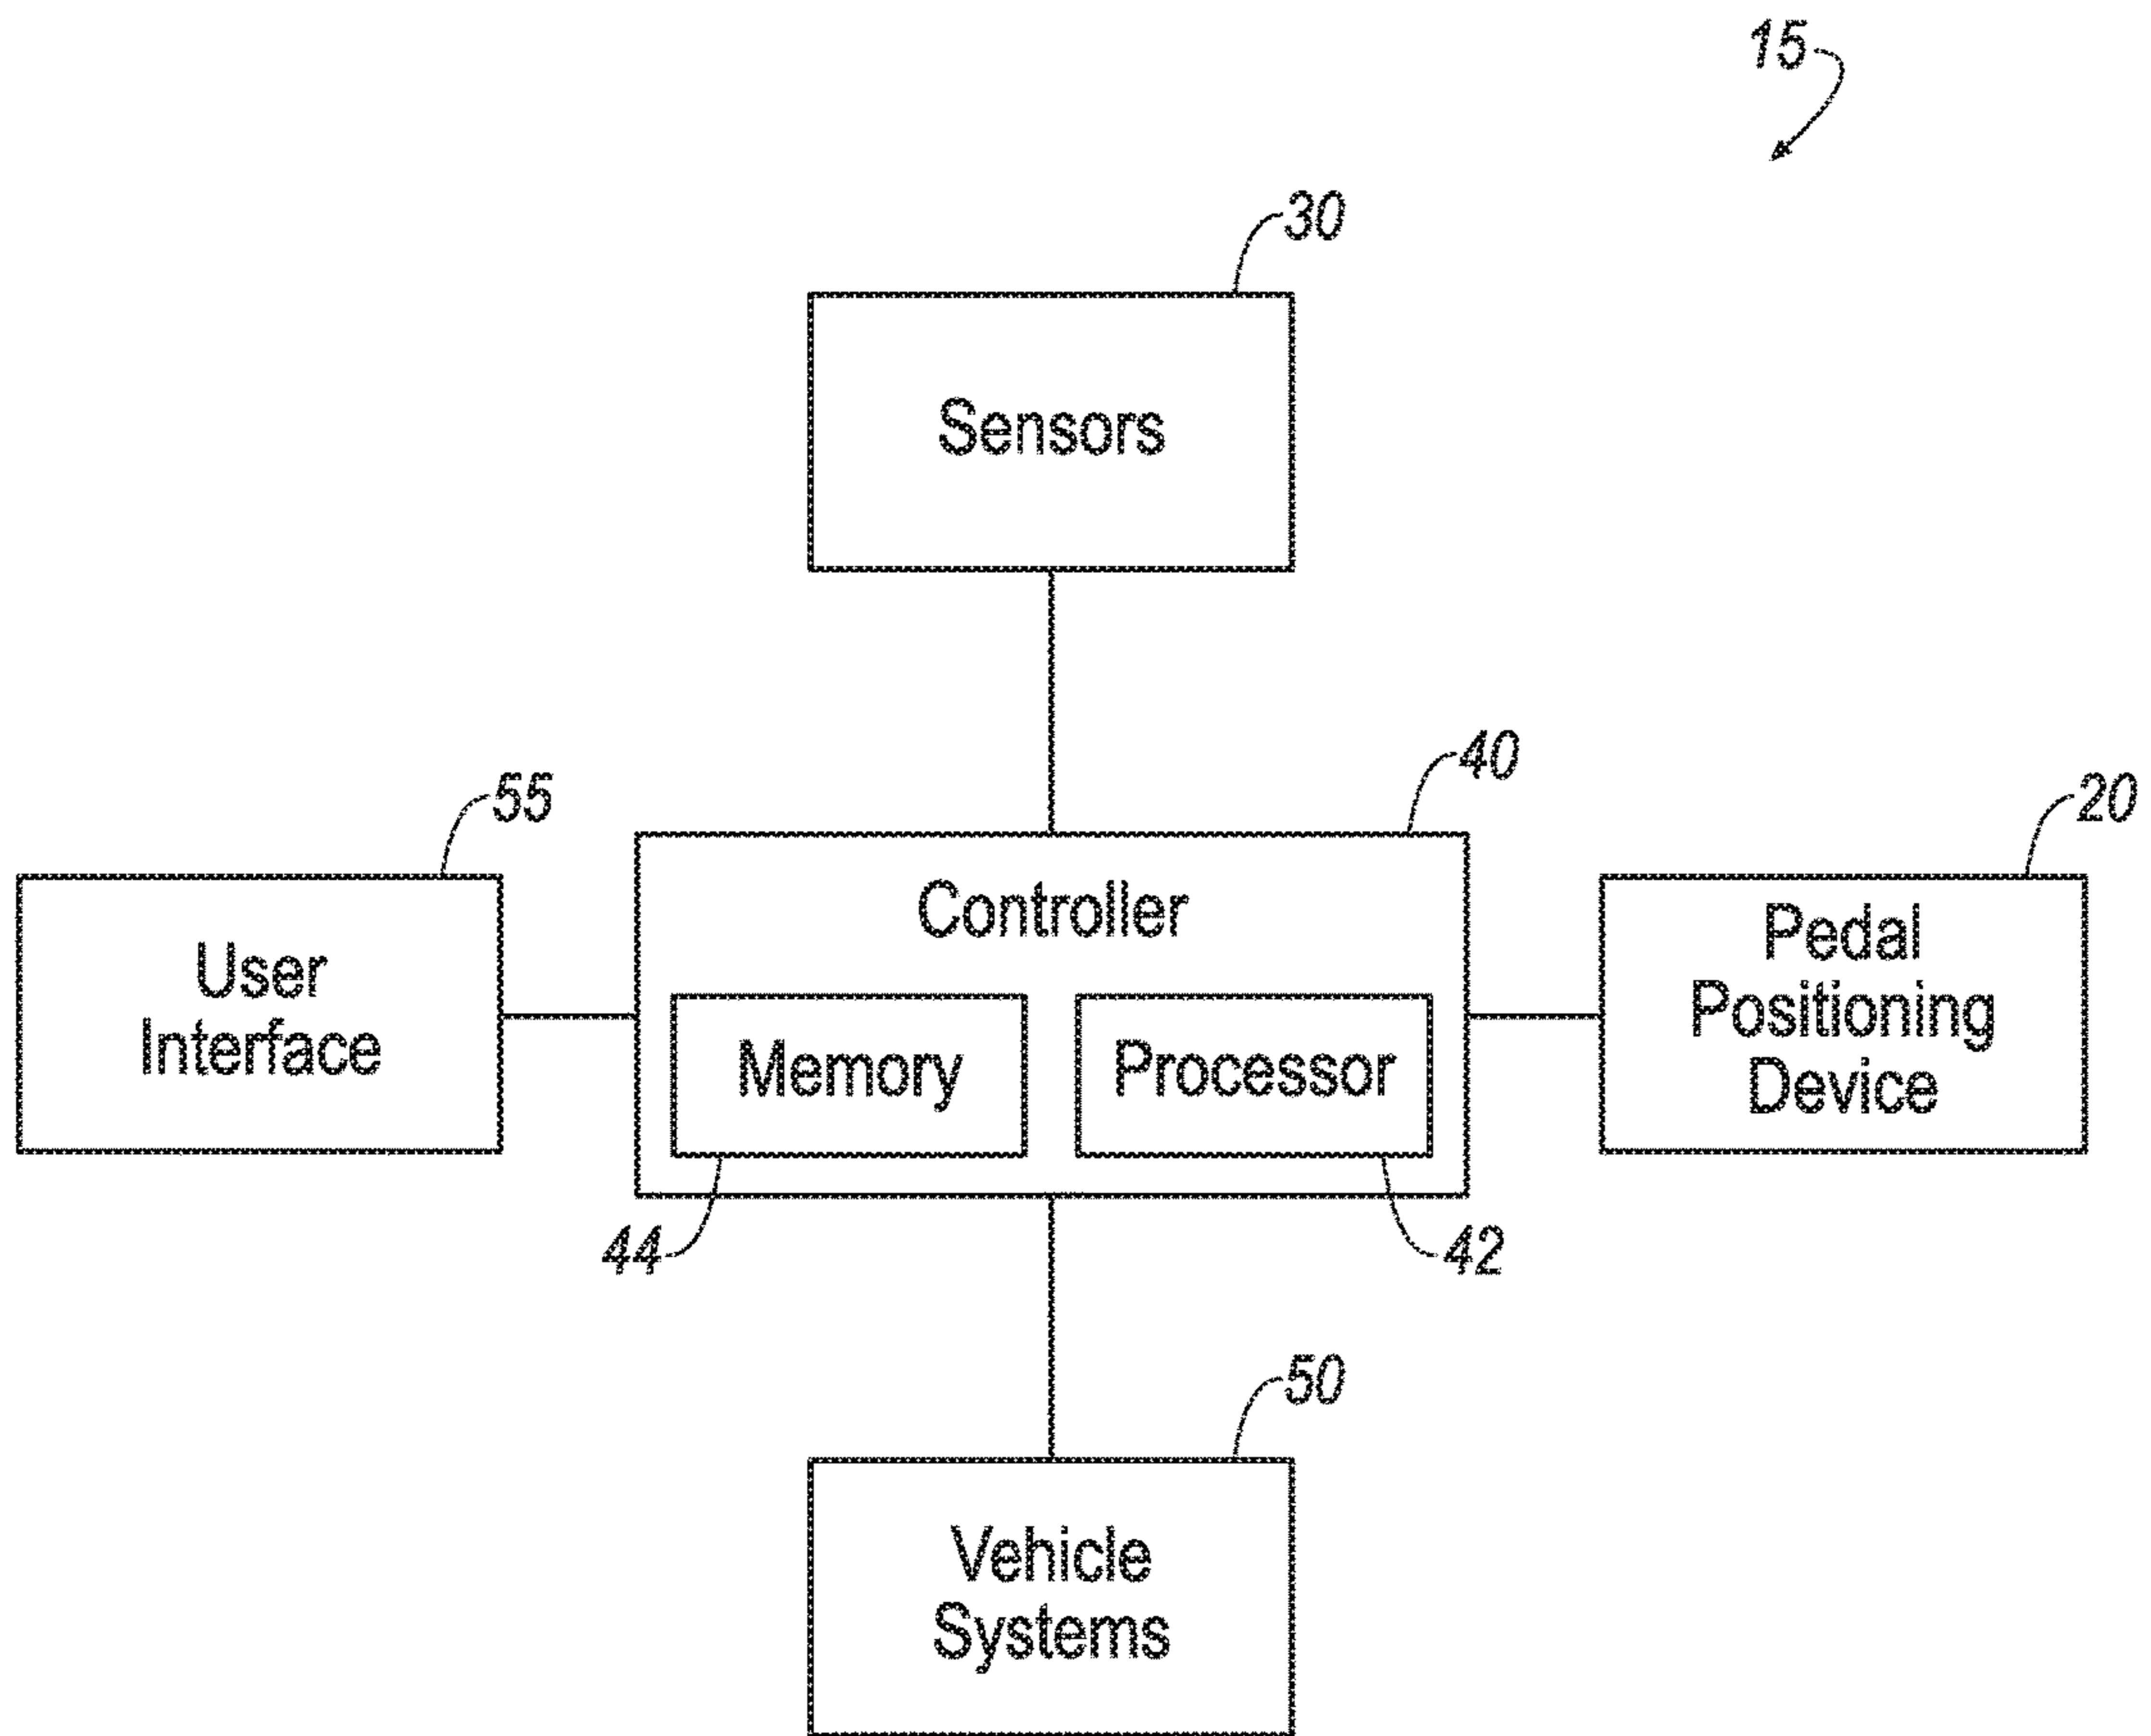 15
30
Sensors
40
55
20
Controller
User
Interface
Memory
Processor
Pedal
Positioning
Device
44
42
50
Vehicle
Systems